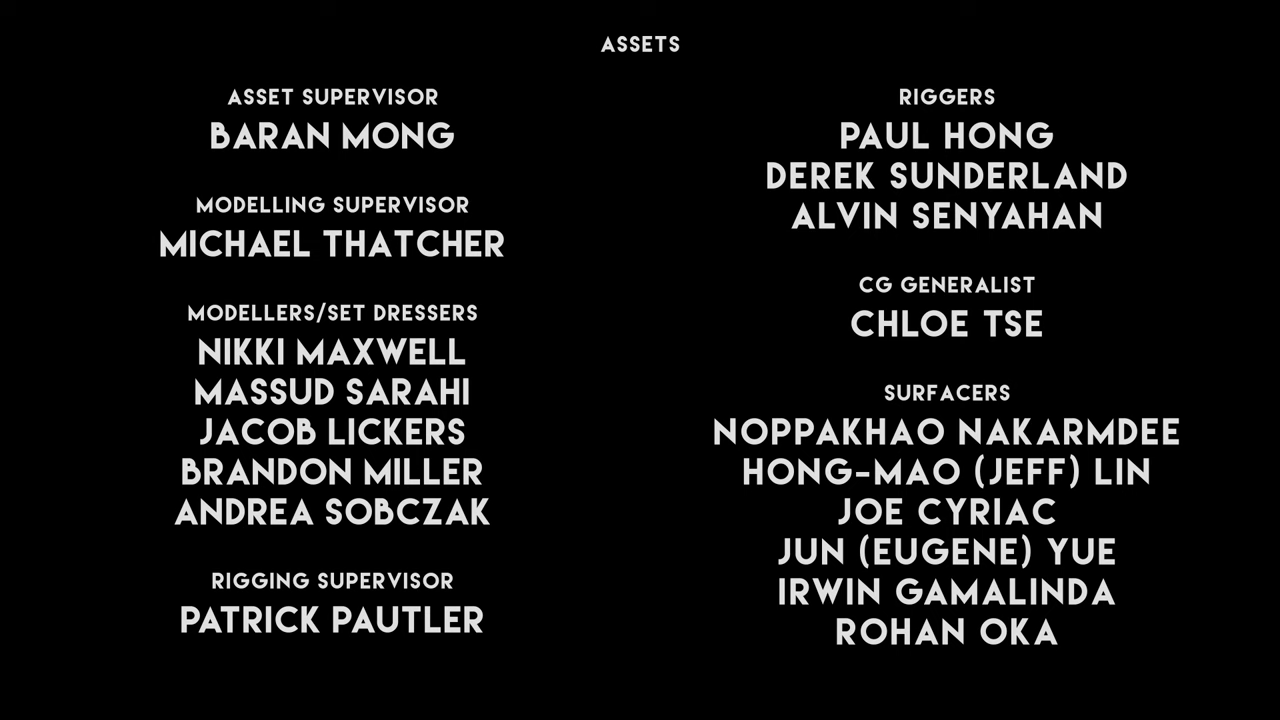 ASSETS
ASSET SUPERVISOR
BARAN MONG
MODELLING SUPERVISOR
MICHAEL THATCHER
MODELLERS/SET DRESSERS
NIKKI MAXWELL
MASSUD SARAHI
JACOB LICKERS
BRANDON MILLER
ANDREA SOBCZAK
RIGGING SUPERVISOR
PATRICK PAUTLER
RIGGERS
PAUL HONG
DEREK SUNDERLAND
ALVIN SENYAHAN
CG GENERALIST
CHLOE TSE
SURFACERS
NOPPAKHAO NAKARMDEE
HONG-MAO (JEFF) LIN
JOE CYRIAC
JUN (EUGENE) YUE
IRWIN GAMALINDA
ROHAN OKA